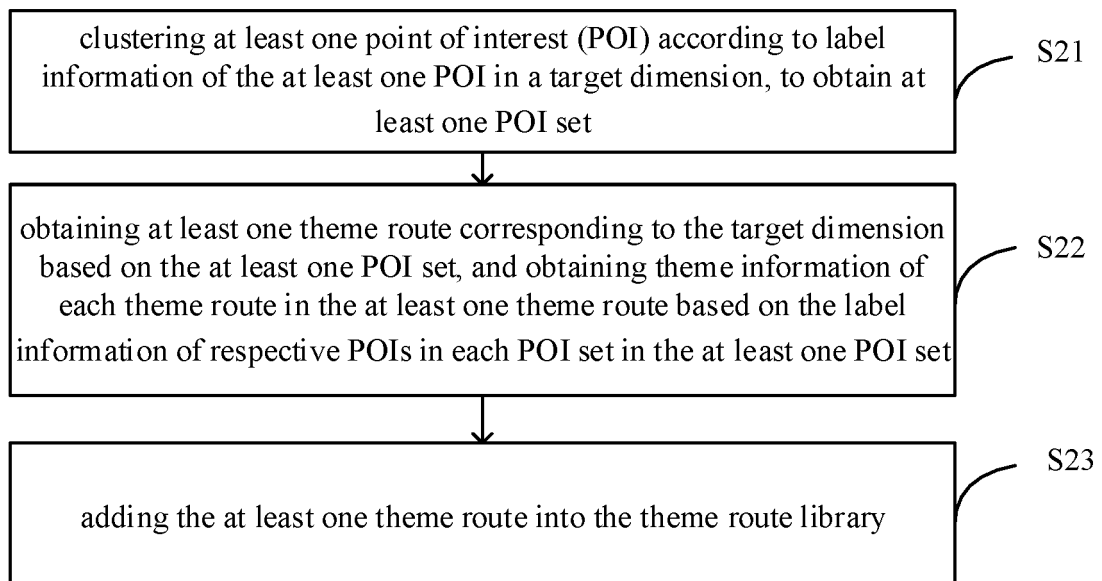 clustering at least one point of interest (POI) according to label
information of the at least one POI in a target dimension, to obtain at
least one POI set
S21
obtaining at least one theme route corresponding to the target dimension
based on the at least one POI set, and obtaining theme information of
each theme route in the at least one theme route based on the label
information of respective POIs in each POI set in the at least one POI set
S22
adding the at least one theme route into the theme route library
S23